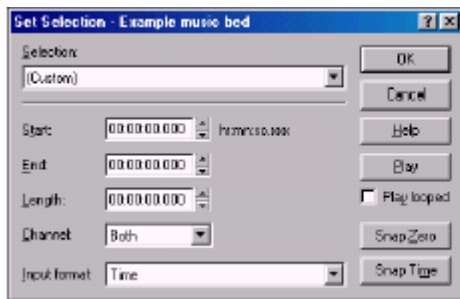 Set Selection - Example music bed
Selection:
(Custom)
OK
Cancel
Start: 00:00:00.000 hr:mn:sc.xxx
Help
End: 00:00:00.000
Play
Length: 00:00:00.000
Play looped
Channel: Both
Snap Zero
Input format: Time
Snap Time